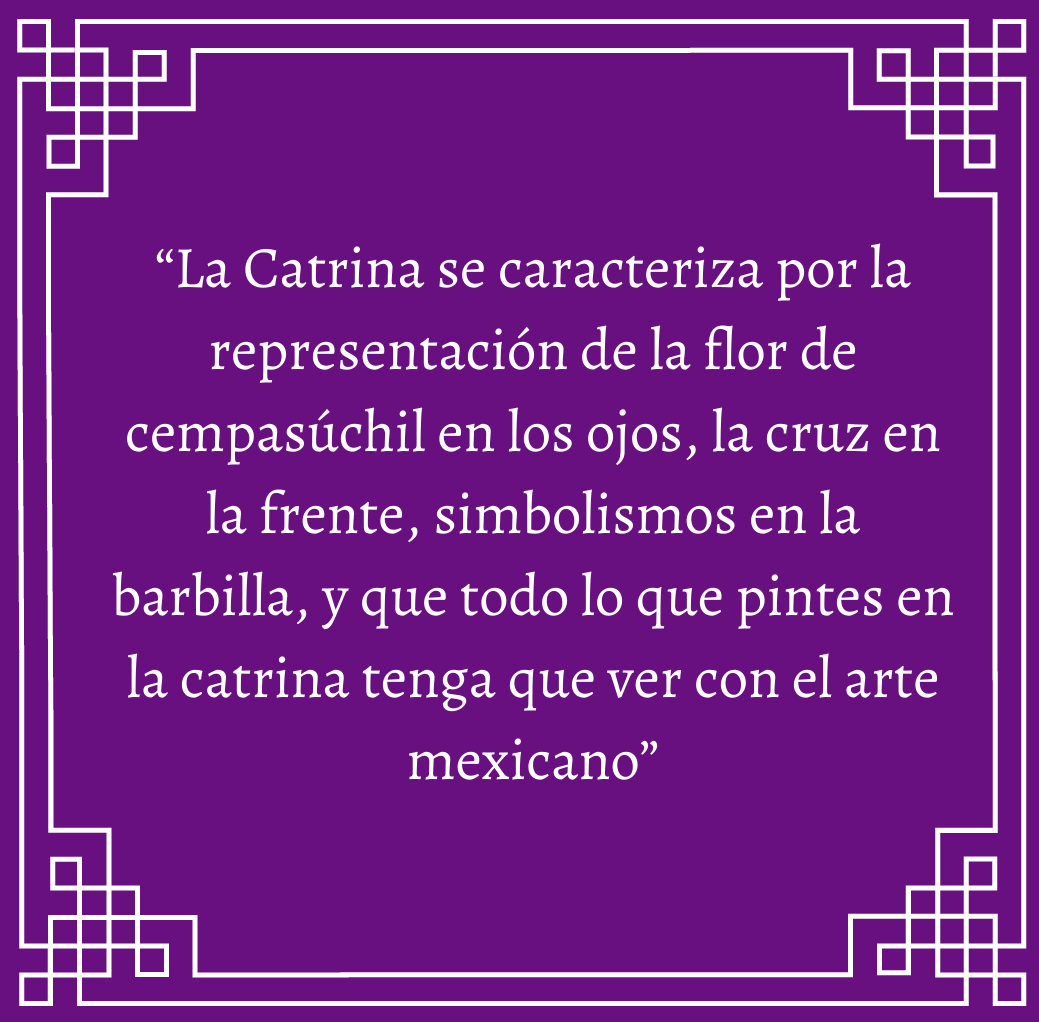 “La Catrina se caracteriza por la
representación de la flor de
cempasúchil en los ojos, la cruz en
la frente, simbolismos en la
barbilla, y que todo lo que pintes en
la catrina tenga que ver con el arte
mexicano”